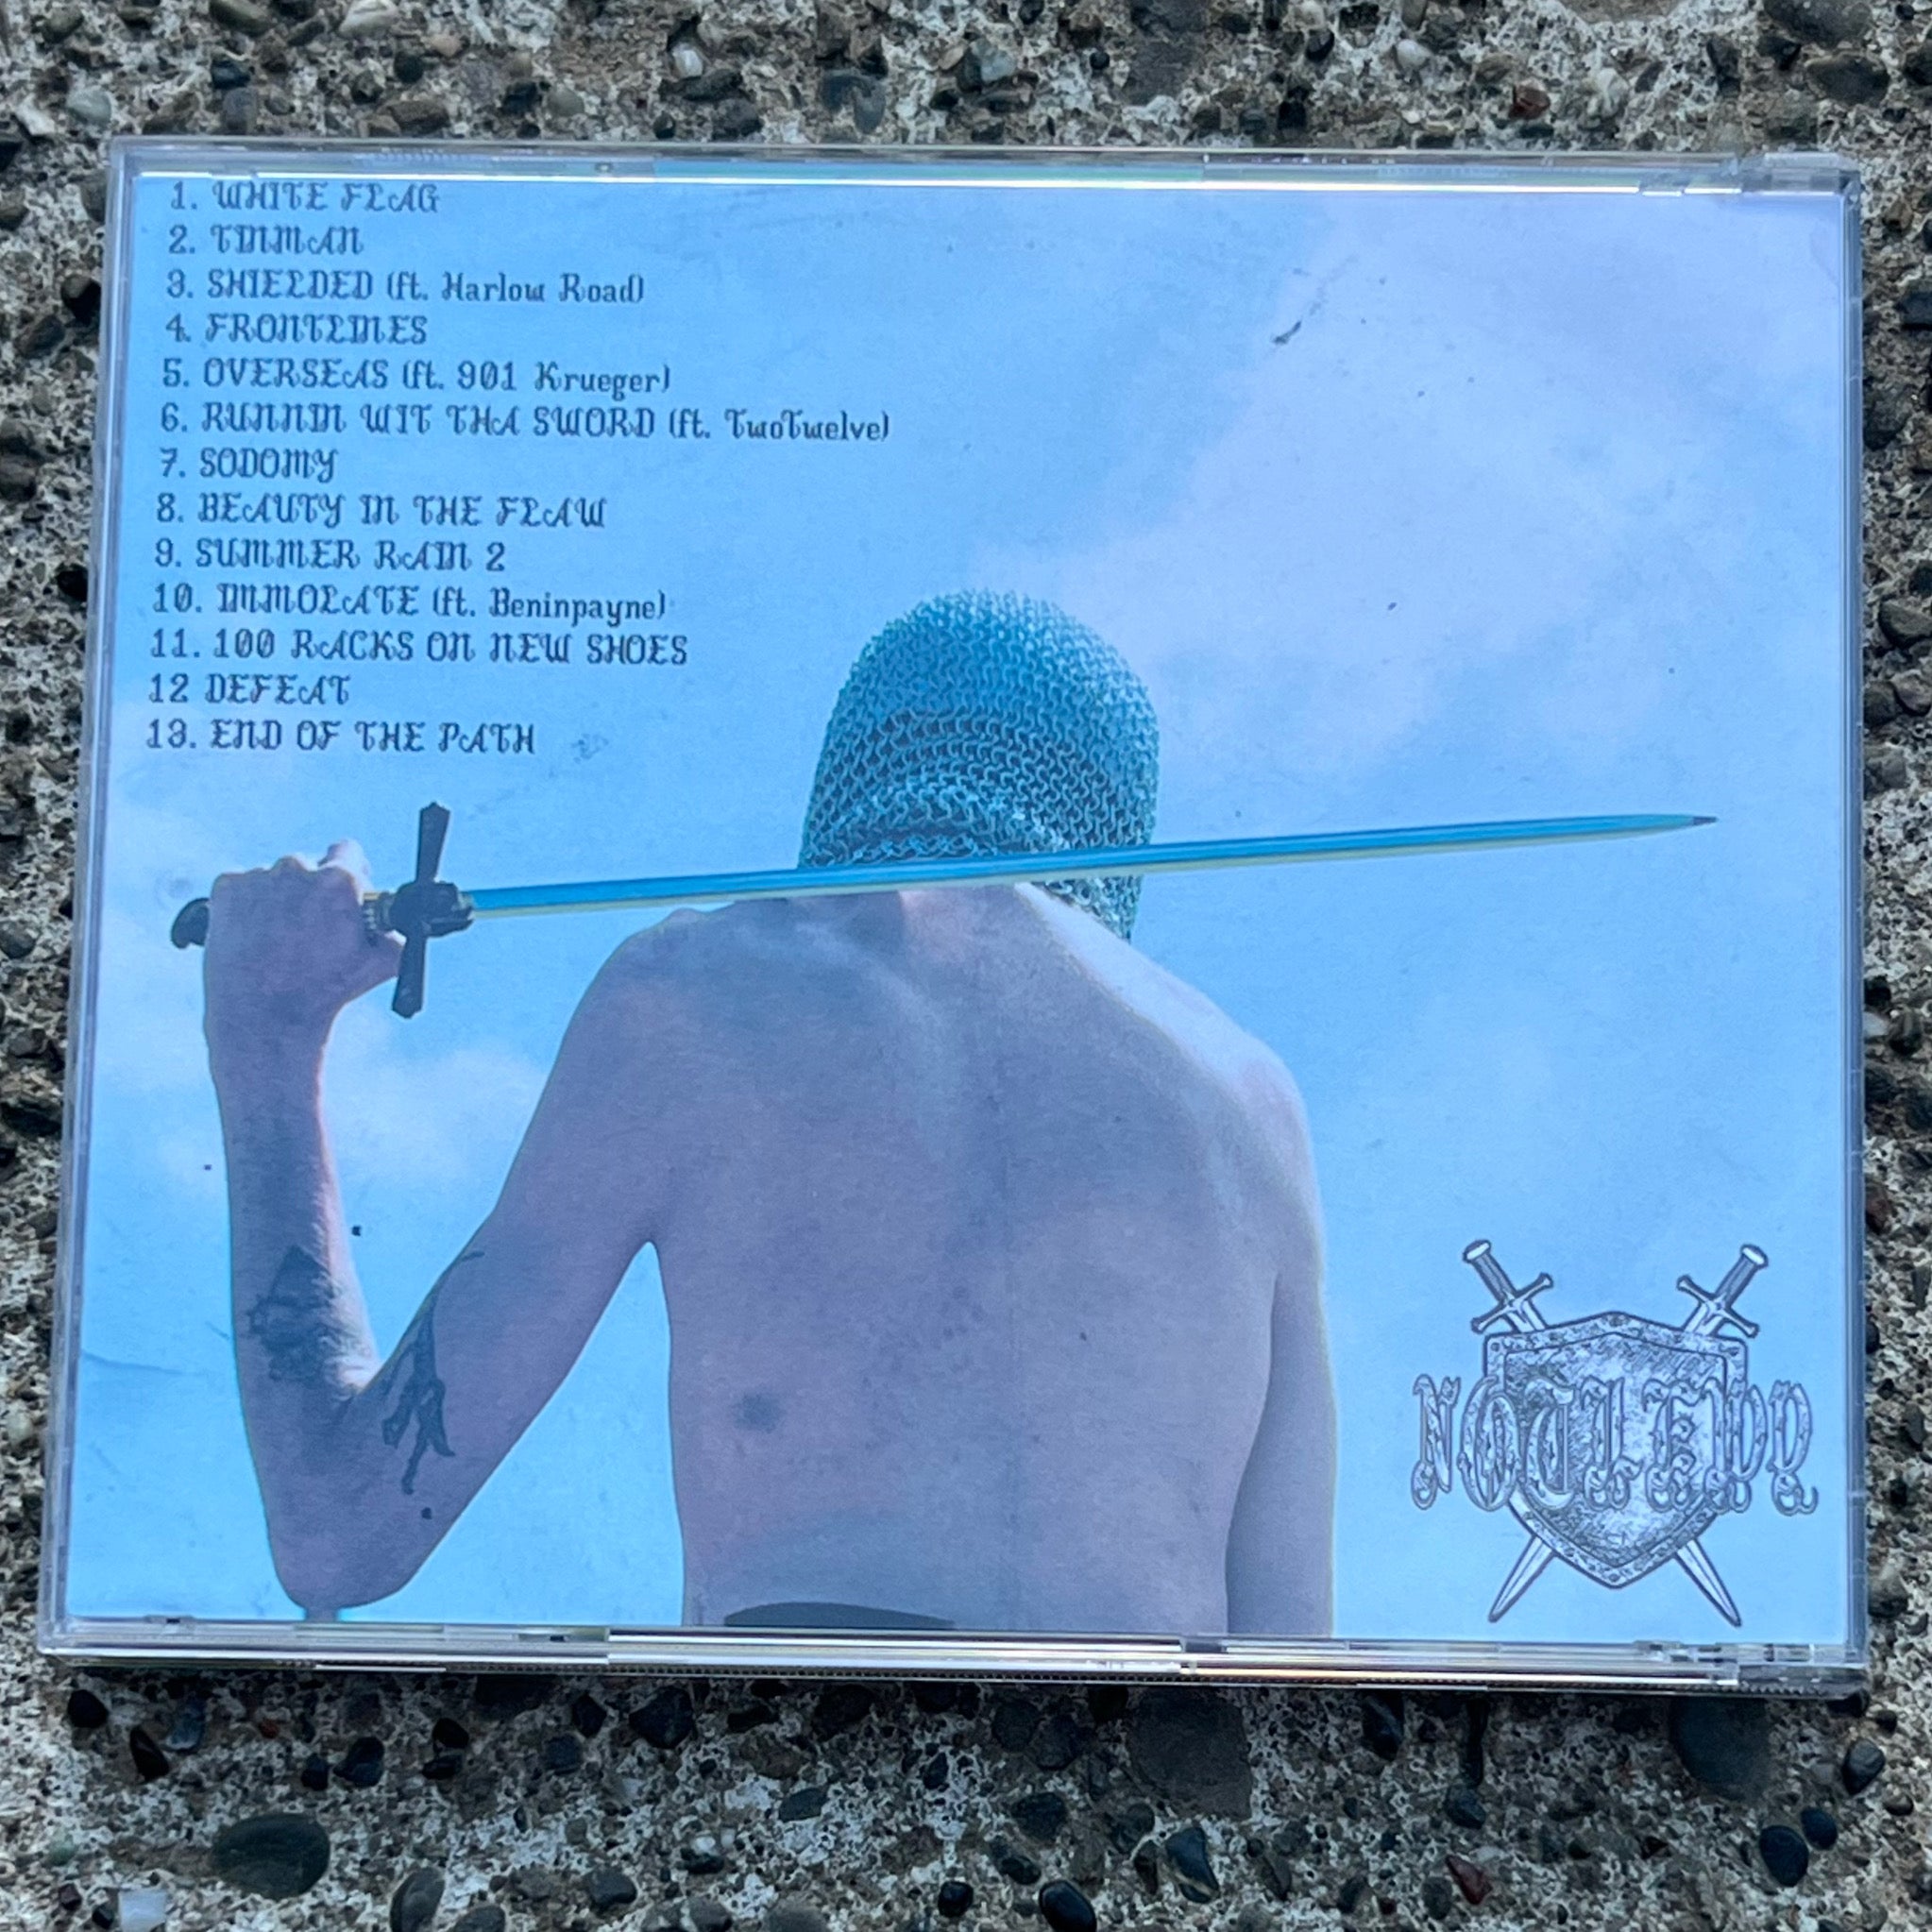 1. WHITE FLAG
2. TINMAN
3. SHIELDED (ft. Harlow Road)
4. FRONTLINES
5. OVERSEAS (ft. 901 Krueger)
6. RUNNIN WIT THA SWORD (ft. TwoTwelve)
7. SODOMY
8. BEAUTY IN THE FLAW
9. SUMMER RAIN 2
10. IMMOLATE (ft. Beninpayne)
11. 100 RACKS ON NEW SHOES
12 DEFEAT
13. END OF THE PATH